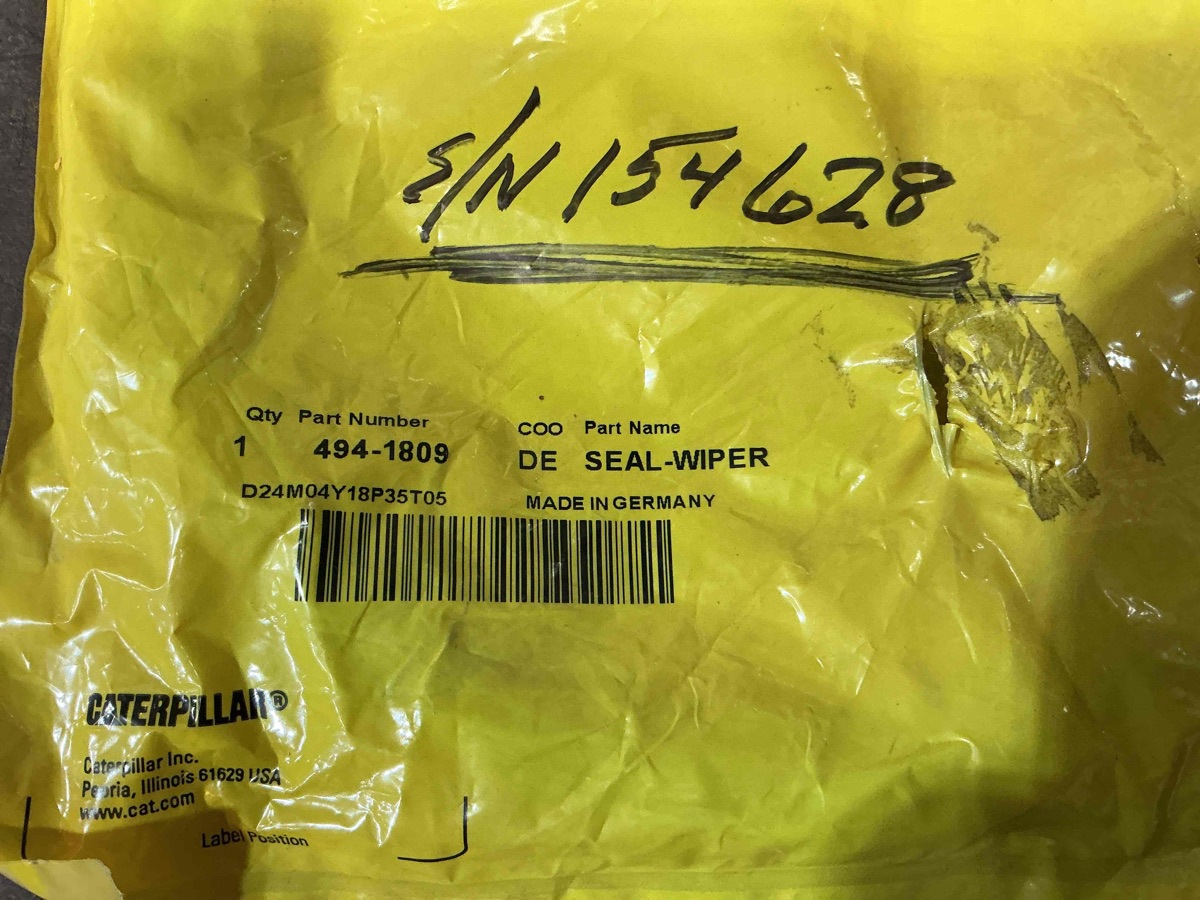 S/N 154628
Qty Part Number COO Part Name
1 494-1809 DE SEAL-WIPER
D24M04Y18P35T05 MADE IN GERMANY
CATERPILLAR®
Caterpillar Inc.
Peoria, Illinois 61629 USA
www.cat.com
Label Position